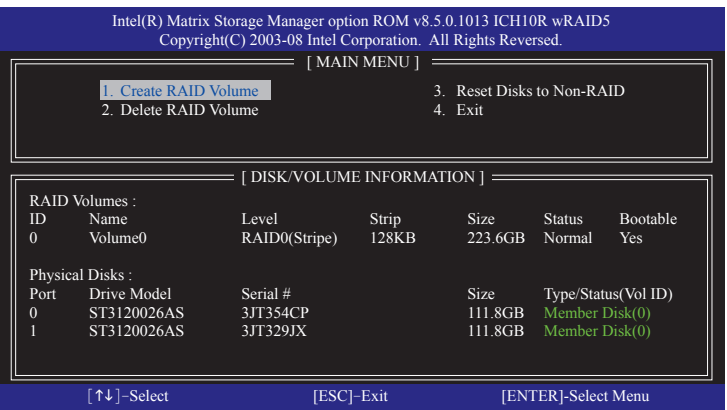 Intel(R) Matrix Storage Manager option ROM v8.5.0.1013 ICH10R wRAID5
Copyright(C) 2003-08 Intel Corporation. All Rights Reversed.
[ MAIN MENU ]
1. Create RAID Volume 3. Reset Disks to Non-RAID
2. Delete RAID Volume 4. Exit
[ DISK/VOLUME INFORMATION ]
RAID Volumes :
ID Name Level Strip Size Status Bootable
0 Volume0 RAID0(Stripe) 128KB 223.6GB Normal Yes
Physical Disks :
Port Drive Model Serial # Size Type/Status(Vol ID)
0 ST3120026AS 3JT354CP 111.8GB Member Disk(0)
1 ST3120026AS 3JT329JX 111.8GB Member Disk(0)
[↑↓]-Select [ESC]-Exit [ENTER]-Select Menu